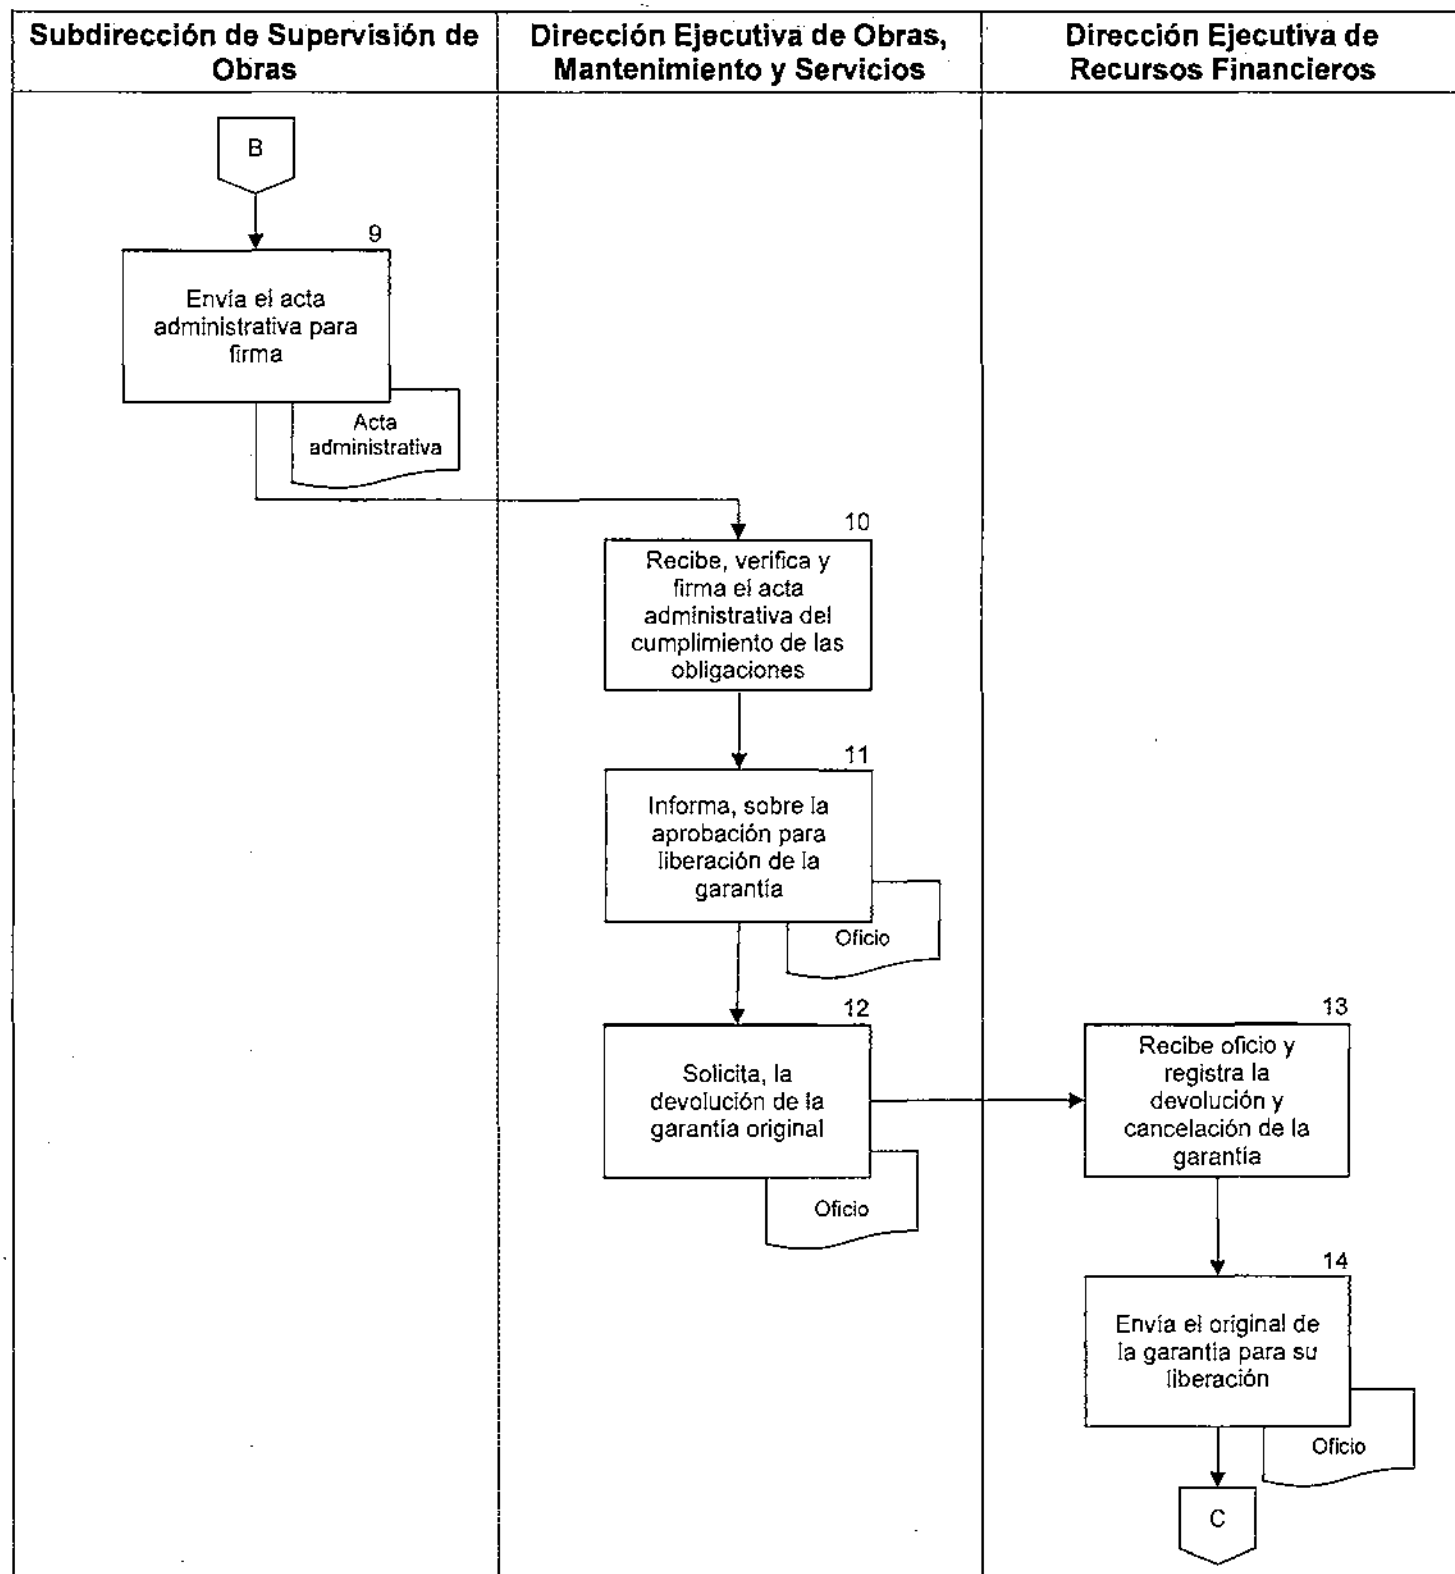 Subdirección de Supervisión de
Obras
Dirección Ejecutiva de Obras,
Mantenimiento y Servicios
Dirección Ejecutiva de
Recursos Financieros
B
9
Envía el acta
administrativa para
firma
Acta
administrativa
10
Recibe, verifica y
firma el acta
administrativa del
cumplimiento de las
obligaciones
11
Informa, sobre la
aprobación para
liberación de la
garantía
Oficio
12
Solicita, la
devolución de la
garantía original
Oficio
13
Recibe oficio y
registra la
devolución y
cancelación de la
garantía
14
Envía el original de
la garantía para su
liberación
Oficio
C